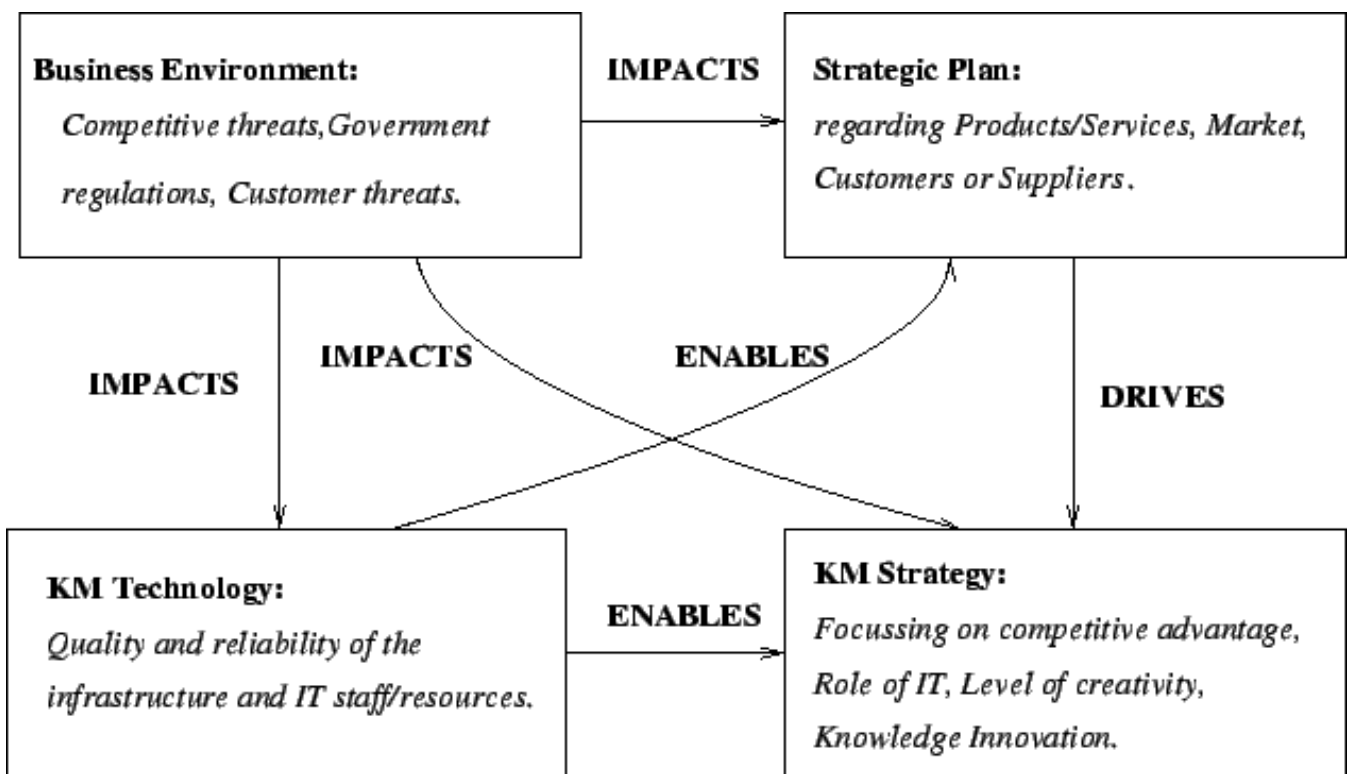 Business Environment:
Competitive threats,Government
regulations, Customer threats.
IMPACTS
Strategic Plan:
regarding Products/Services, Market,
Customers or Suppliers.
IMPACTS
IMPACTS
ENABLES
DRIVES
KM Technology:
Quality and reliability of the
infrastructure and IT staff/resources.
ENABLES
KM Strategy:
Focussing on competitive advantage,
Role of IT, Level of creativity,
Knowledge Innovation.